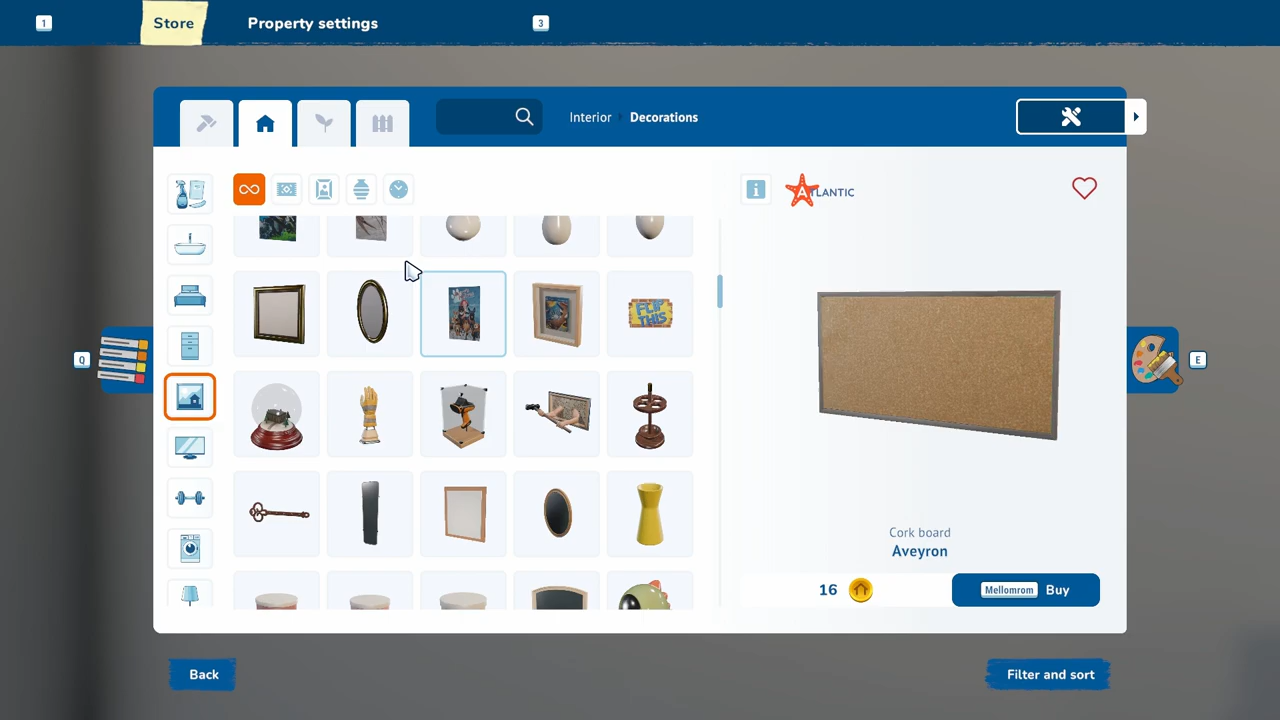 1
Store
Property settings
3
Interior
Decorations
i
ATLANTIC
FLIP THIS
Q
E
Cork board
Aveyron
16
Mellomrom
Buy
Back
Filter and sort